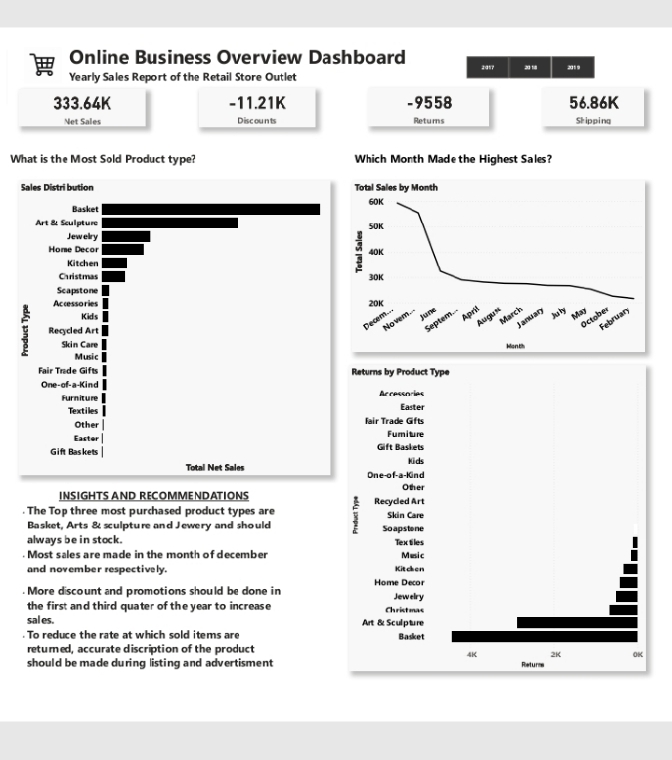 Online Business Overview Dashboard
Yearly Sales Report of the Retail Store Outlet
2017 2018 2019
333.64K
Net Sales
-11.21K
Discounts
-9558
Returns
56.86K
Shipping
What is the Most Sold Product type?
Sales Distribution
Product Type
Basket
Art & Sculpture
Jewelry
Home Decor
Kitchen
Christmas
Soapstone
Accessories
Kids
Recycled Art
Skin Care
Music
Fair Trade Gifts
One-of-a-Kind
Furniture
Textiles
Other
Easter
Gift Baskets
Total Net Sales
Which Month Made the Highest Sales?
Total Sales by Month
Total Sales
60K
50K
40K
30K
20K
Decem...
Novem...
June
Septem...
April
August
March
January
July
May
October
February
Month
Returns by Product Type
Product Type
Accessories
Easter
Fair Trade Gifts
Furniture
Gift Baskets
Kids
One-of-a-Kind
Other
Recycled Art
Skin Care
Soapstone
Textiles
Music
Kitchen
Home Decor
Jewelry
Christmas
Art & Sculpture
Basket
4K 2K 0K
Returns
INSIGHTS AND RECOMMENDATIONS
. The Top three most purchased product types are
Basket, Arts & sculpture and Jewery and should
always be in stock.
. Most sales are made in the month of december
and november respectively.
. More discount and promotions should be done in
the first and third quater of the year to increase
sales.
. To reduce the rate at which sold items are
returned, accurate discription of the product
should be made during listing and advertisment